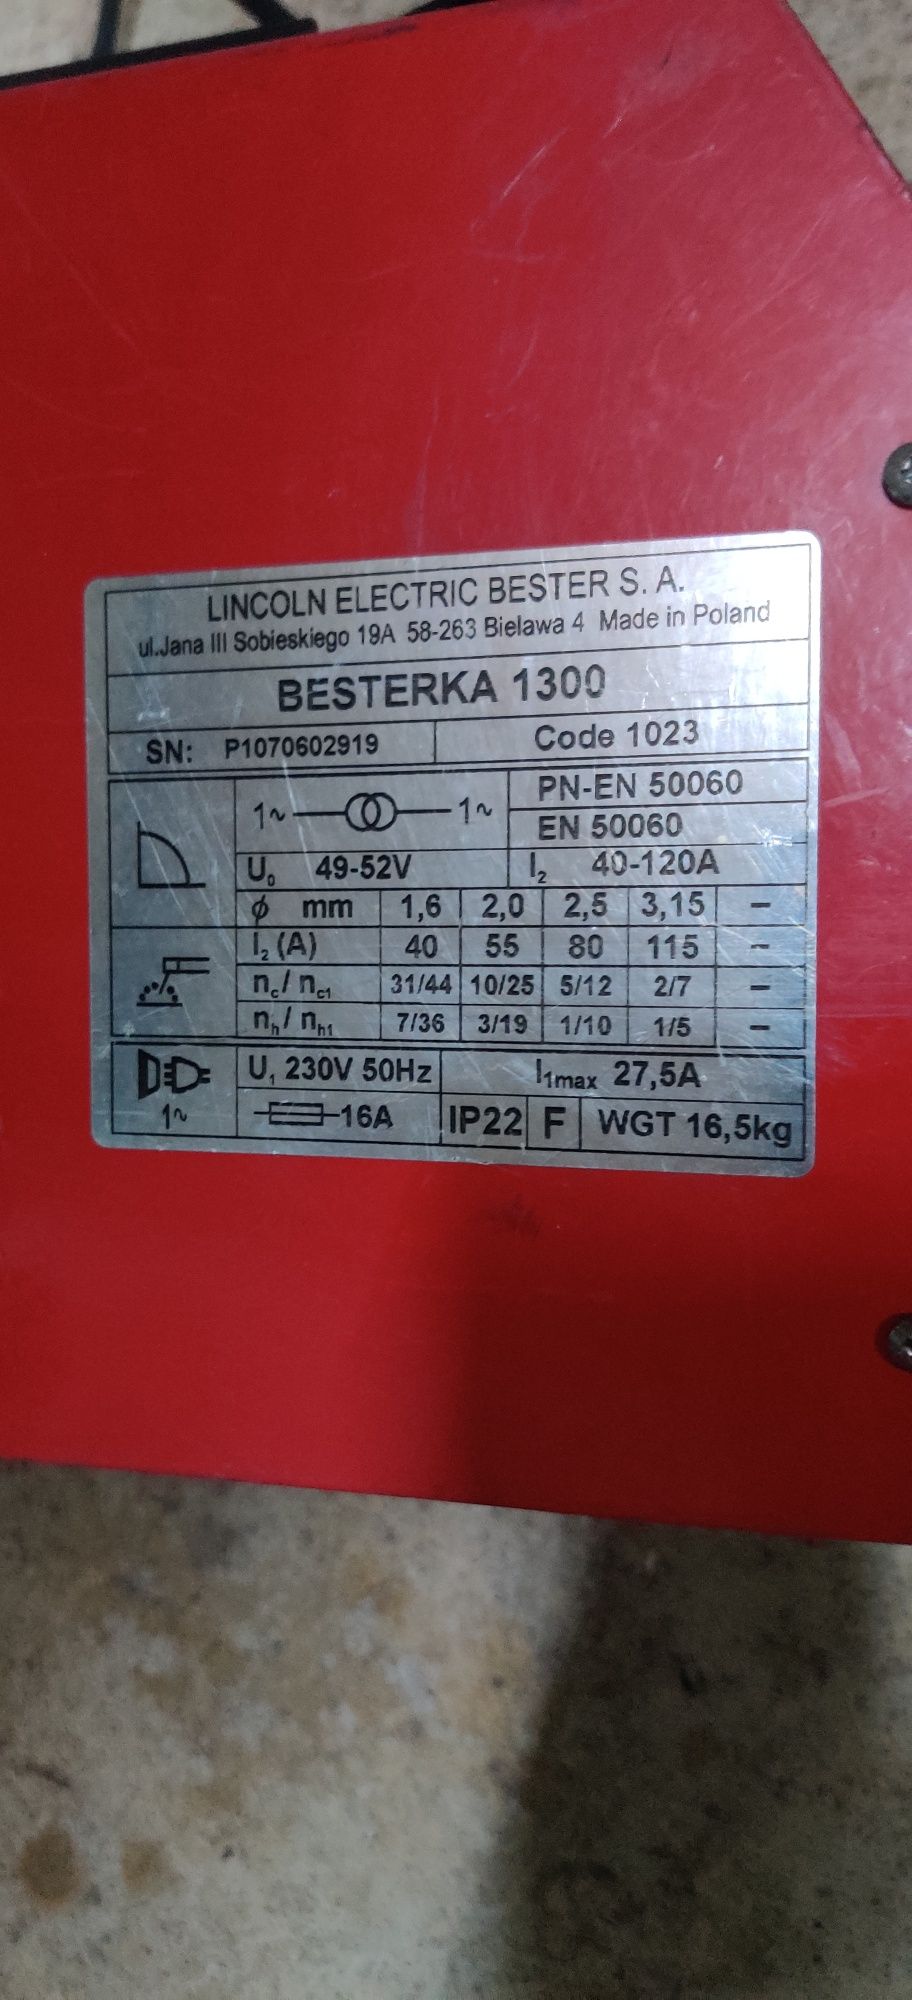 LINCOLN ELECTRIC BESTER S. A.
ul.Jana III Sobieskiego 19A 58-263 Bielawa 4 Made in Poland
BESTERKA 1300
SN: P1070602919 Code 1023
1~ 1~ PN-EN 50060
EN 50060
U₀ 49-52V I₂ 40-120A
ϕ mm 1,6 2,0 2,5 3,15 –
I₂ (A) 40 55 80 115 –
n꜀/ n꜀₁ 31/44 10/25 5/12 2/7 –
nₕ/ nₕ₁ 7/36 3/19 1/10 1/5 –
U₁ 230V 50Hz I₁max 27,5A
1~ 16A IP22 F WGT 16,5kg